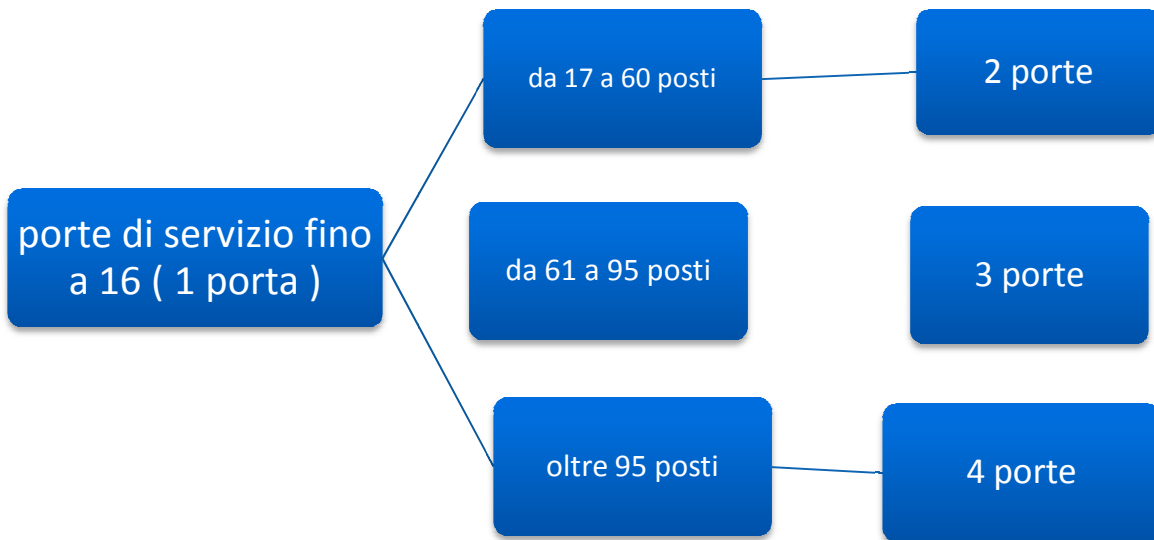 da 17 a 60 posti
2 porte
porte di servizio fino
a 16 ( 1 porta )
da 61 a 95 posti
3 porte
oltre 95 posti
4 porte